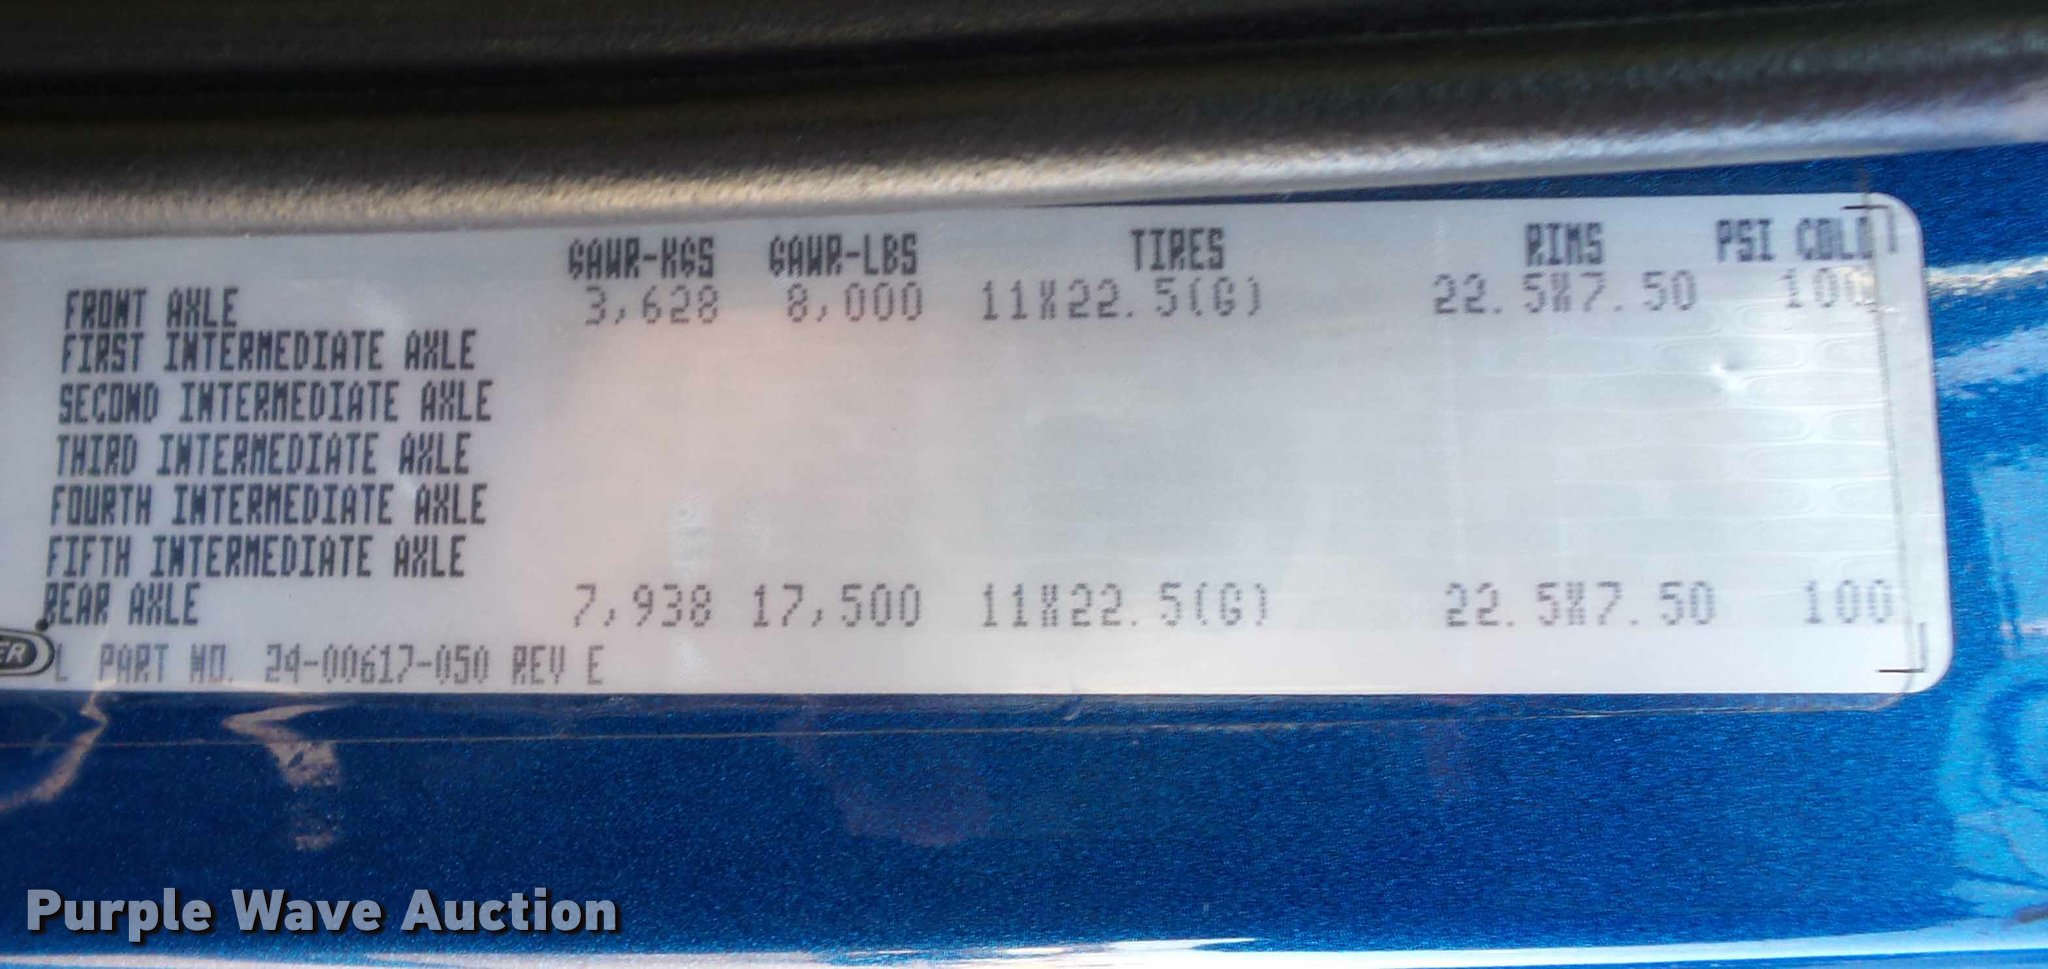 GAWR-KGS GAWR-LBS TIRES RIMS PSI COLD
FRONT AXLE 3,628 8,000 11X22.5(G) 22.5X7.50 100
FIRST INTERMEDIATE AXLE
SECOND INTERMEDIATE AXLE
THIRD INTERMEDIATE AXLE
FOURTH INTERMEDIATE AXLE
FIFTH INTERMEDIATE AXLE
REAR AXLE 7,938 17,500 11X22.5(G) 22.5X7.50 100
ER L PART NO. 24-00617-050 REV E
Purple Wave Auction